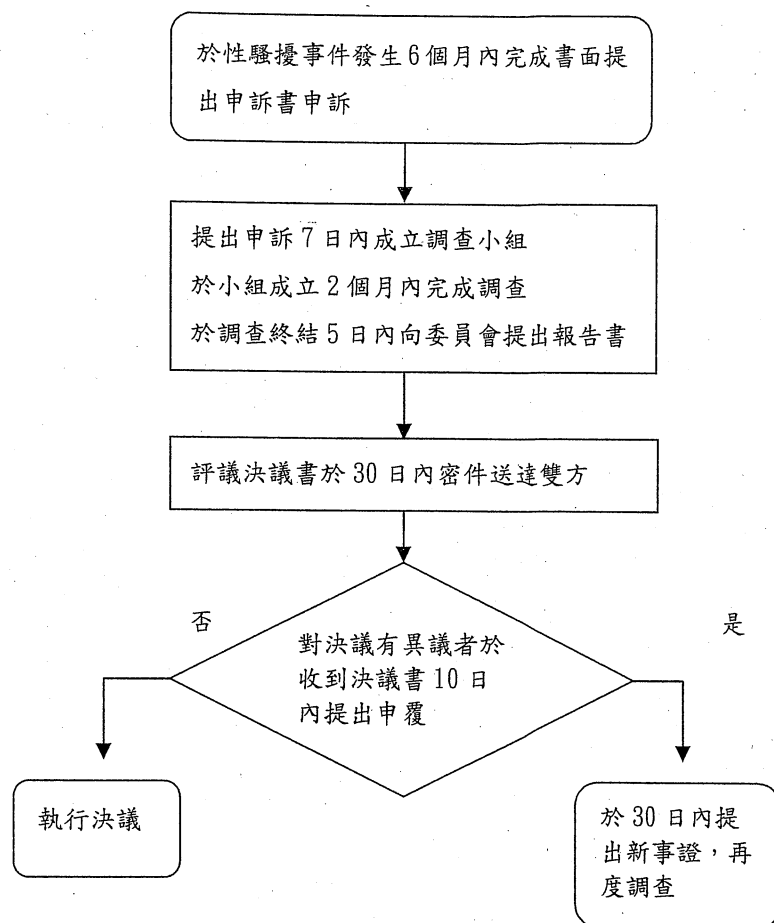 於性騷擾事件發生6個月內完成書面提
出申訴書申訴
提出申訴7日內成立調查小組
於小組成立2個月內完成調查
於調查終結5日內向委員會提出報告書
評議決議書於30日內密件送達雙方
否
是
對決議有異議者於
收到決議書10日
內提出申覆
執行決議
於30日內提
出新事證，再
度調查